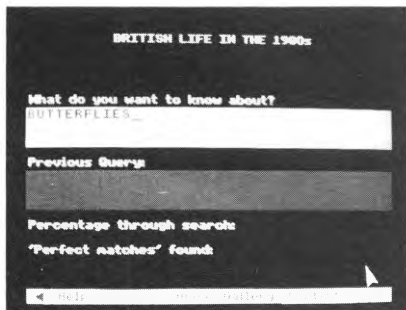 BRITISH LIFE IN THE 1980s
What do you want to know about?
BUTTERFLIES_
Previous Query:
Percentage through search:
"Perfect matches" found:
Help